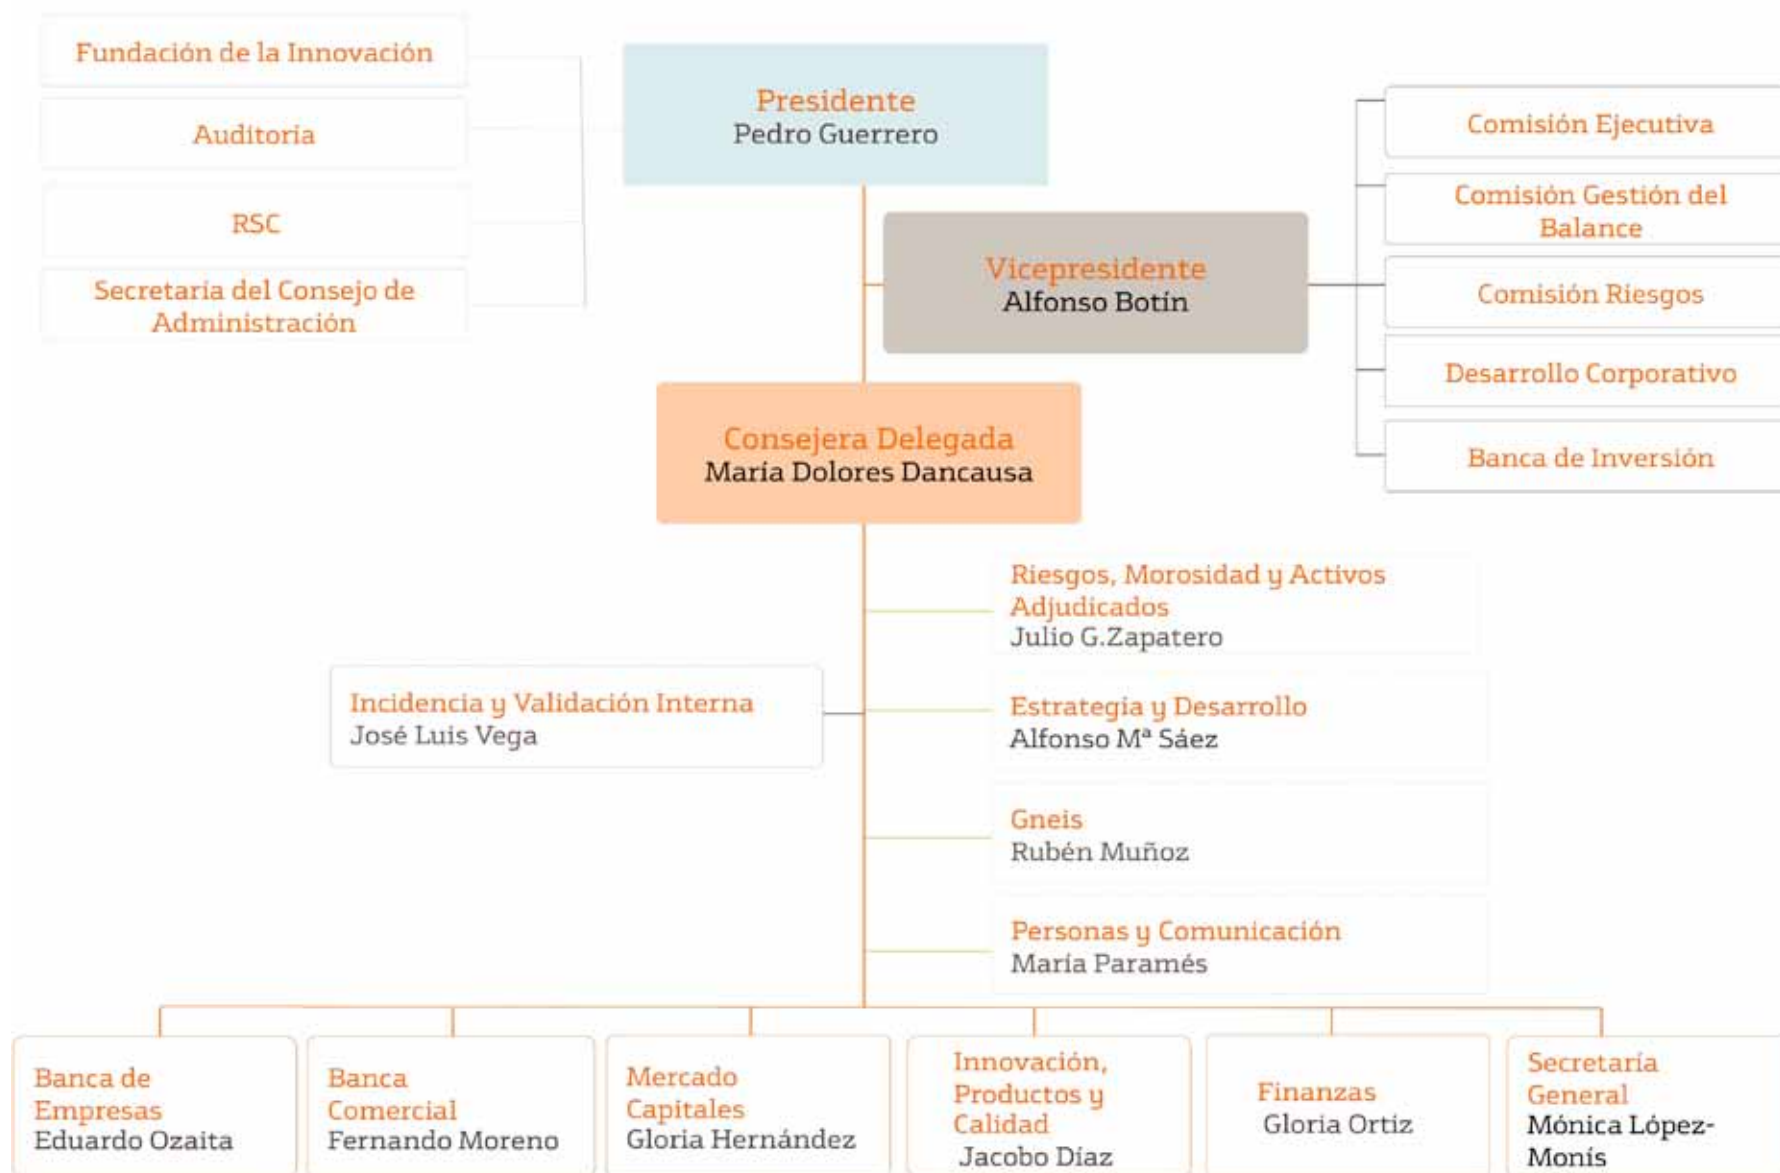 Fundación de la Innovación
Auditoría
RSC
Secretaría del Consejo de
Administración
Presidente
Pedro Guerrero
Vicepresidente
Alfonso Botín
Comisión Ejecutiva
Comisión Gestión del
Balance
Comisión Riesgos
Desarrollo Corporativo
Banca de Inversión
Consejera Delegada
María Dolores Dancausa
Riesgos, Morosidad y Activos
Adjudicados
Julio G.Zapatero
Incidencia y Validación Interna
José Luis Vega
Estrategia y Desarrollo
Alfonso Mª Sáez
Gneis
Rubén Muñoz
Personas y Comunicación
María Paramés
Banca de
Empresas
Eduardo Ozaita
Banca
Comercial
Fernando Moreno
Mercado
Capitales
Gloria Hernández
Innovación,
Productos y
Calidad
Jacobo Díaz
Finanzas
Gloria Ortiz
Secretaría
General
Mónica López-
Monís